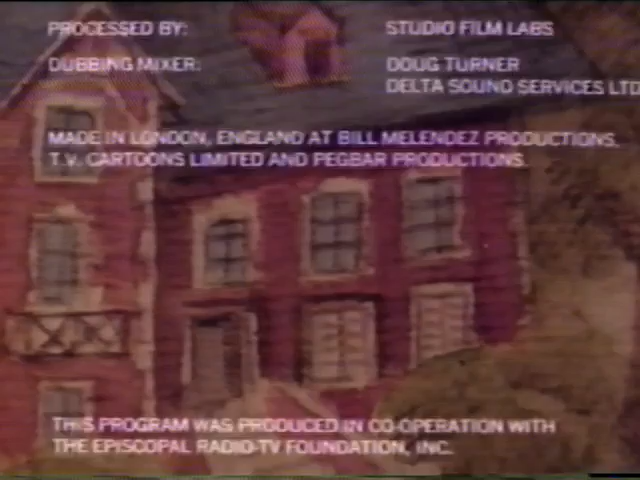 PROCESSED BY: STUDIO FILM LABS
DUBBING MIXER: DOUG TURNER
DELTA SOUND SERVICES LTD
MADE IN LONDON, ENGLAND AT BILL MELENDEZ PRODUCTIONS,
T.V. CARTOONS LIMITED AND PEGBAR PRODUCTIONS.
THIS PROGRAM WAS PRODUCED IN CO-OPERATION WITH
THE EPISCOPAL RADIO-TV FOUNDATION, INC.